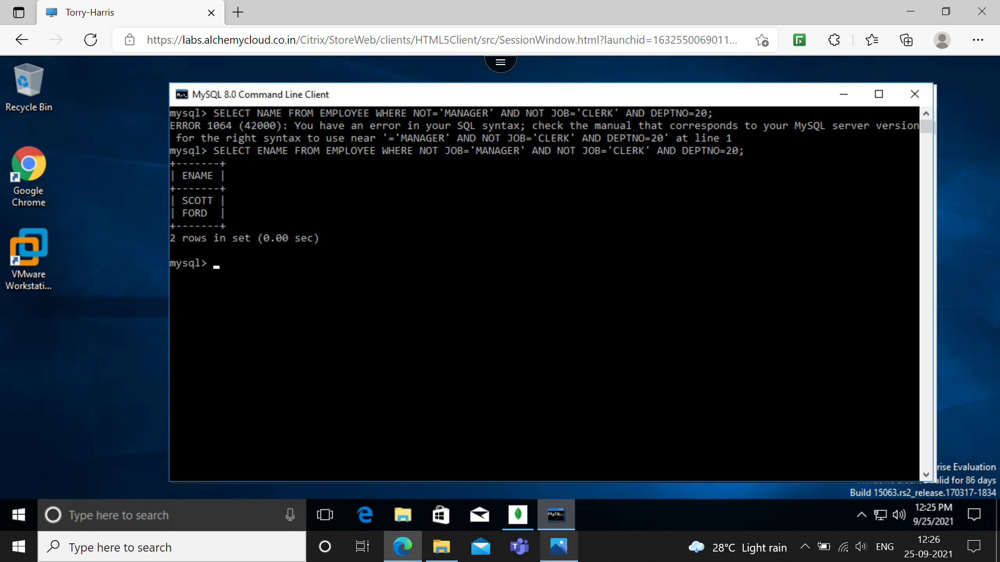 Torry-Harris
https://labs.alchemycloud.co.in/Citrix/StoreWeb/clients/HTML5Client/src/SessionWindow.html?launchid=1632550069011...
Recycle Bin
Google
Chrome
VMware
Workstati...
MySQL 8.0 Command Line Client
mysql> SELECT NAME FROM EMPLOYEE WHERE NOT='MANAGER' AND NOT JOB='CLERK' AND DEPTNO=20;
ERROR 1064 (42000): You have an error in your SQL syntax; check the manual that corresponds to your MySQL server version
for the right syntax to use near '='MANAGER' AND NOT JOB='CLERK' AND DEPTNO=20' at line 1
mysql> SELECT ENAME FROM EMPLOYEE WHERE NOT JOB='MANAGER' AND NOT JOB='CLERK' AND DEPTNO=20;
+-------+
| ENAME |
+-------+
| SCOTT |
| FORD  |
+-------+
2 rows in set (0.00 sec)
mysql> _
rise Evaluation
alid for 86 days
Build 15063.rs2_release.170317-1834
Type here to search
12:25 PM
9/25/2021
Type here to search
28°C Light rain
ENG
12:26
25-09-2021